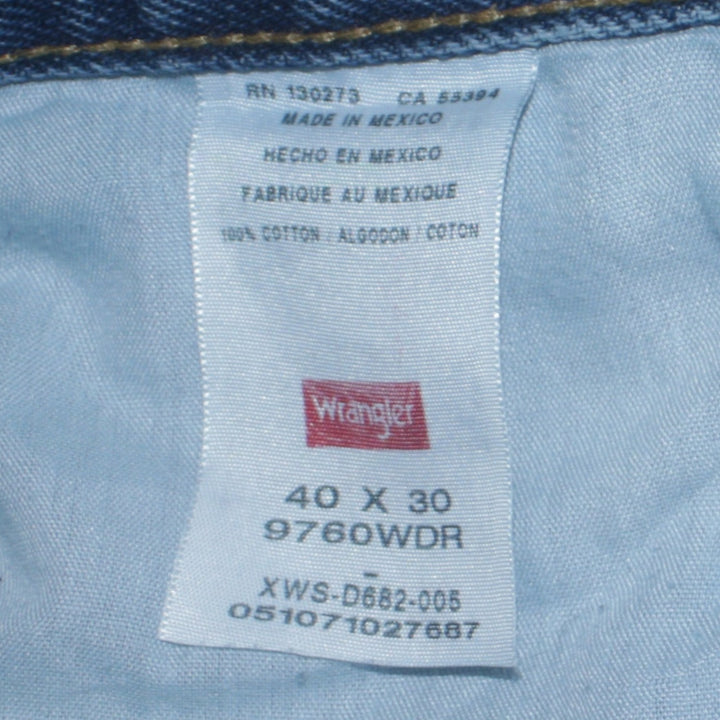 RN 130273 CA 55394
MADE IN MEXICO
HECHO EN MEXICO
FABRIQUE AU MEXIQUE
100% COTTON / ALGODON / COTON
Wrangler
40 X 30
9760WDR
-
XWS-D682-005
051071027687